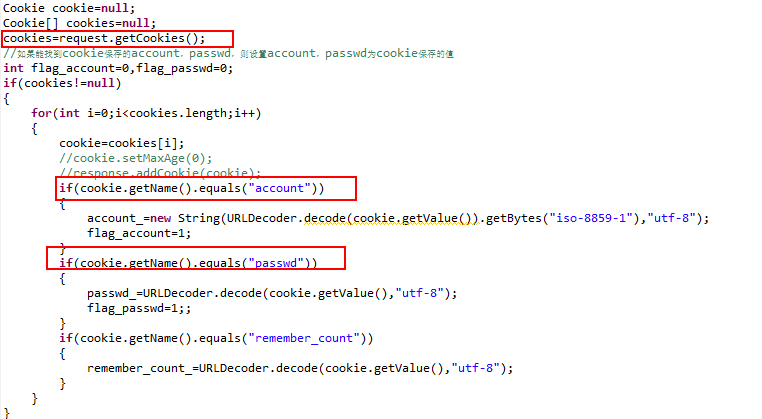 Cookie cookie=null;
Cookie[] cookies=null;
cookies=request.getCookies();
//如果能找到cookie保存的account，passwd，则设置account，passwd为cookie保存的值
int flag_account=0,flag_passwd=0;
if(cookies!=null)
{
    for(int i=0;i<cookies.length;i++)
    {
        cookie=cookies[i];
        //cookie.setMaxAge(0);
        //response.addCookie(cookie);
        if(cookie.getName().equals("account"))
        {
            account_=new String(URLDecoder.decode(cookie.getValue()).getBytes("iso-8859-1"),"utf-8");
            flag_account=1;
        }
        if(cookie.getName().equals("passwd"))
        {
            passwd_=URLDecoder.decode(cookie.getValue(),"utf-8");
            flag_passwd=1;;
        }
        if(cookie.getName().equals("remember_count"))
        {
            remember_count_=URLDecoder.decode(cookie.getValue(),"utf-8");
        }
    }
}